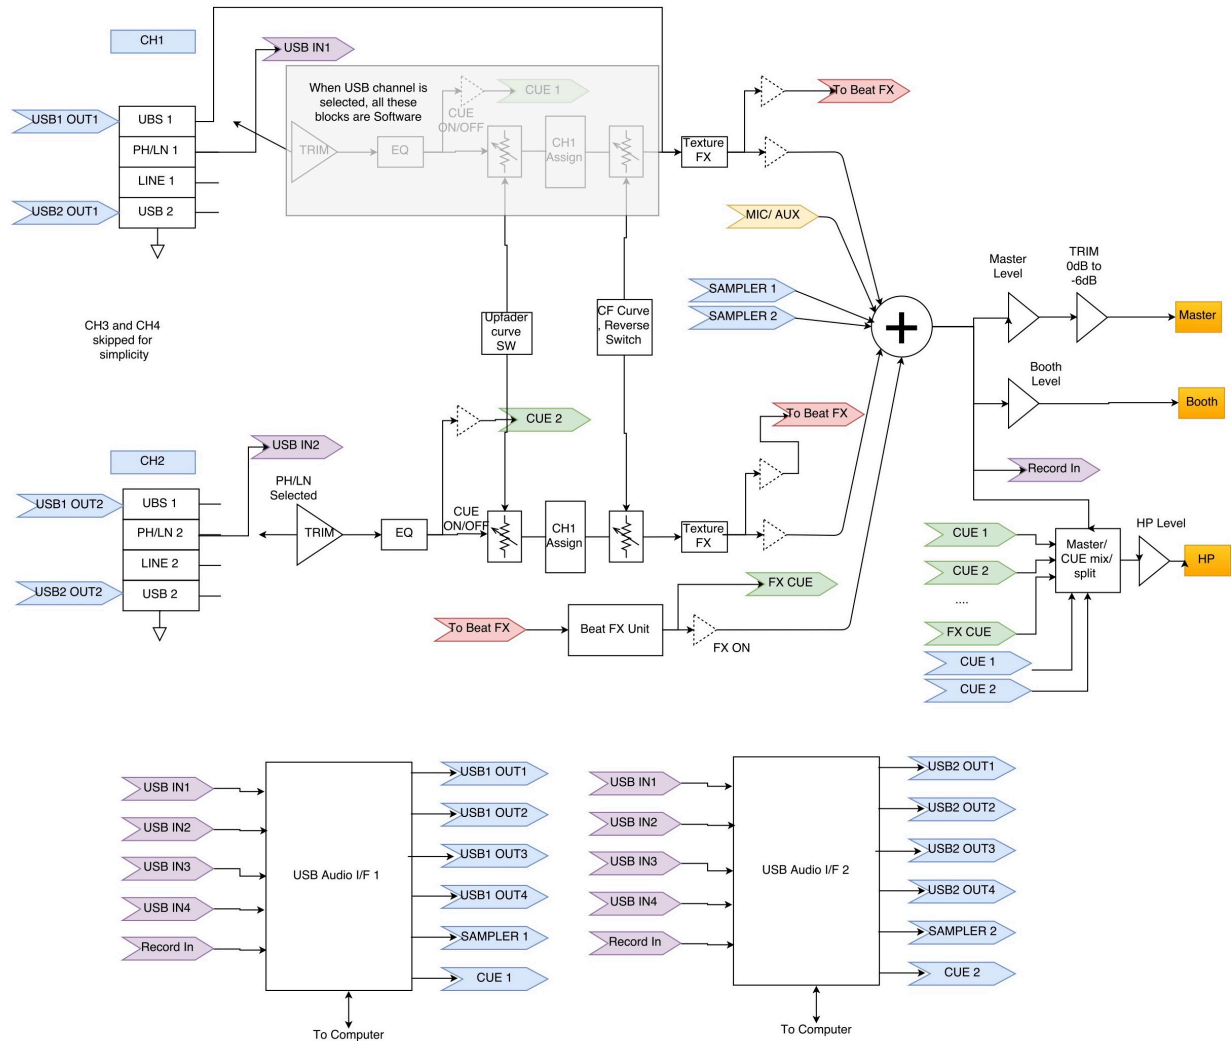 CH1
USB IN1
USB1 OUT1
UBS 1
PH/LN 1
LINE 1
USB2 OUT1
USB 2
When USB channel is
selected, all these
blocks are Software
CUE 1
CUE
ON/OFF
TRIM
EQ
CH1
Assign
Texture
FX
To Beat FX
MIC/ AUX
SAMPLER 1
SAMPLER 2
Master
Level
TRIM
0dB to
-6dB
Master
Booth
Level
Booth
Record In
CH3 and CH4
skipped for
simplicity
Upfader
curve
SW
CF Curve
, Reverse
Switch
CUE 2
To Beat FX
CH2
USB IN2
USB1 OUT2
UBS 1
PH/LN 2
LINE 2
USB2 OUT2
USB 2
PH/LN
Selected
TRIM
EQ
CUE
ON/OFF
CH1
Assign
Texture
FX
To Beat FX
Beat FX Unit
FX CUE
FX ON
CUE 1
CUE 2
....
FX CUE
CUE 1
CUE 2
Master/
CUE mix/
split
HP Level
HP
USB IN1
USB IN2
USB IN3
USB IN4
Record In
USB Audio I/F 1
USB1 OUT1
USB1 OUT2
USB1 OUT3
USB1 OUT4
SAMPLER 1
CUE 1
To Computer
USB IN1
USB IN2
USB IN3
USB IN4
Record In
USB Audio I/F 2
USB2 OUT1
USB2 OUT2
USB2 OUT3
USB2 OUT4
SAMPLER 2
CUE 2
To Computer